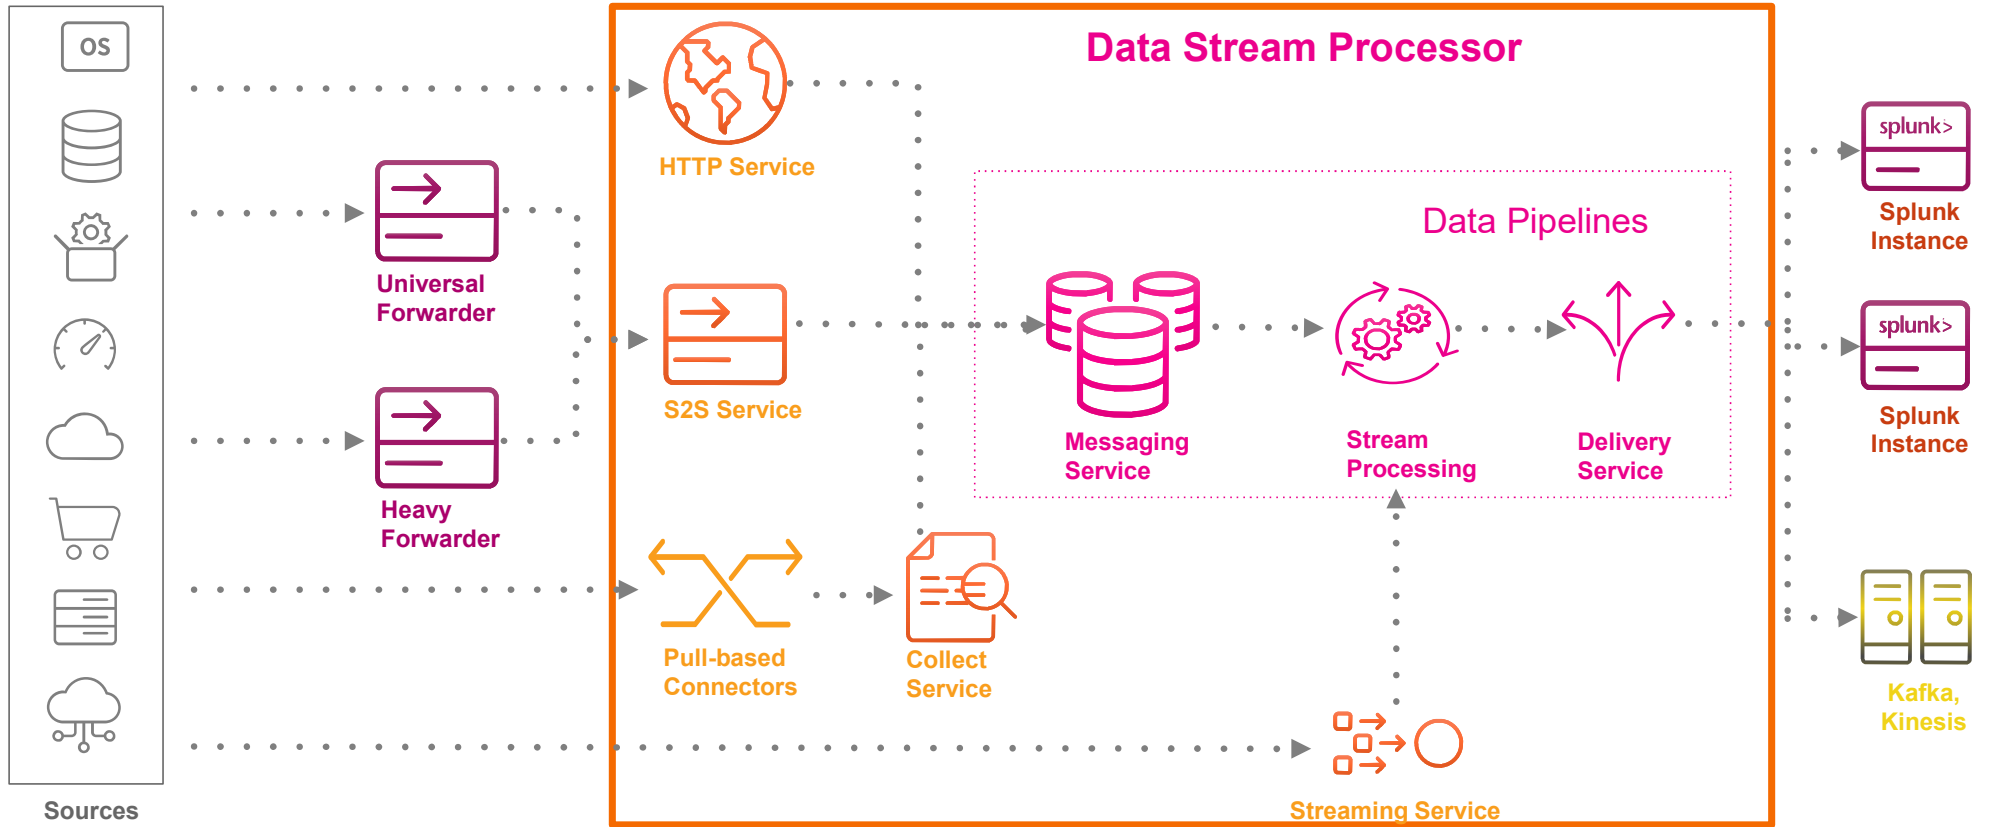 OS
Sources
Universal
Forwarder
Heavy
Forwarder
Data Stream Processor
HTTP Service
S2S Service
Pull-based
Connectors
Collect
Service
Data Pipelines
Messaging
Service
Stream
Processing
Delivery
Service
Streaming Service
splunk>
Splunk
Instance
splunk>
Splunk
Instance
Kafka,
Kinesis